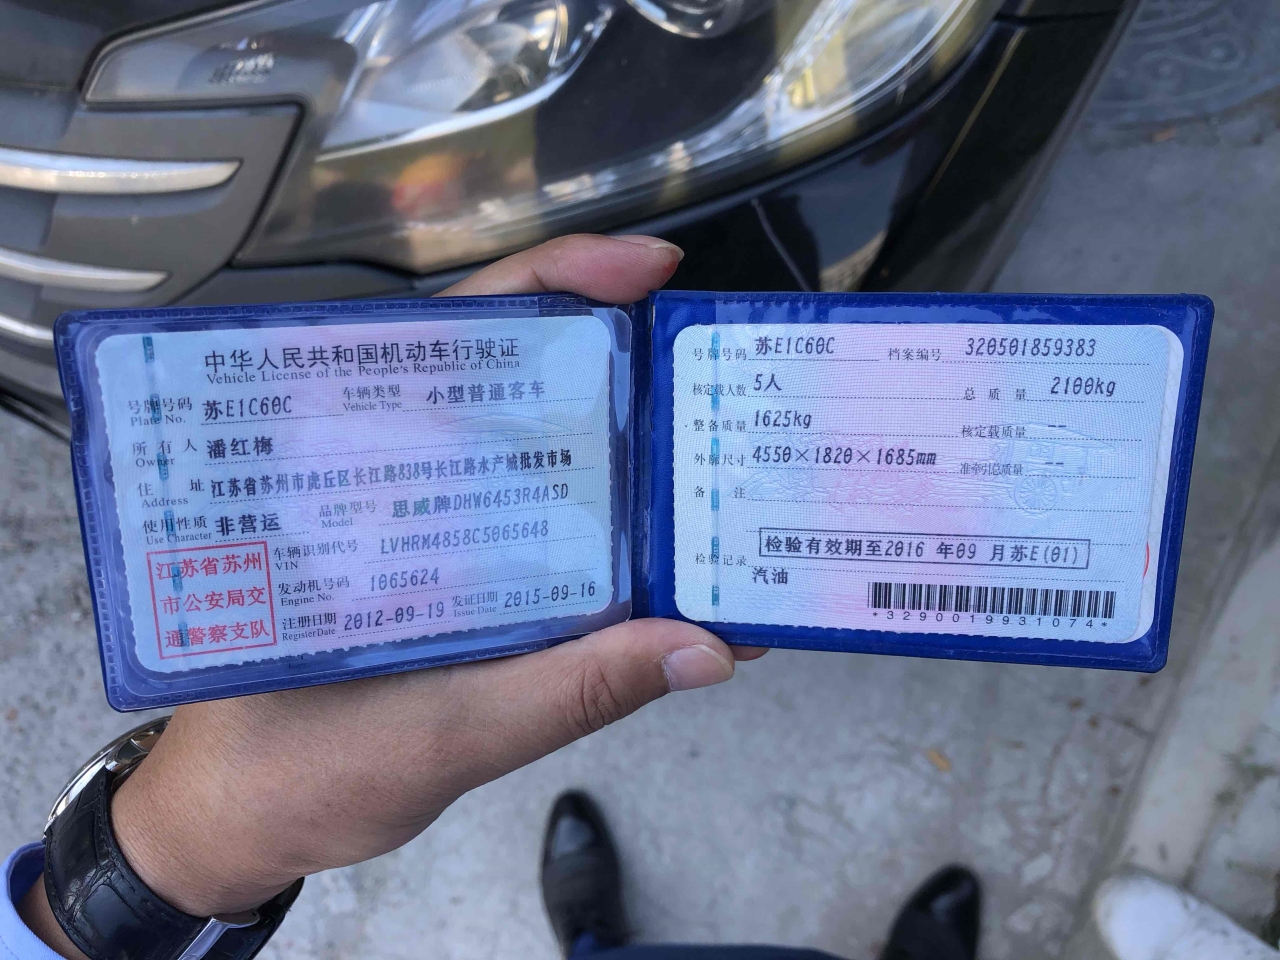 中华人民共和国机动车行驶证
Vehicle License of the People's Republic of China
号牌号码 苏E1C60C 车辆类型 小型普通客车
Plate No. Vehicle Type
所有人 潘红梅
Owner
住址 江苏省苏州市虎丘区长江路838号长江路水产城批发市场
Address
使用性质 非营运 品牌型号 思威牌DHW6453R4ASD
Use Character Model
江苏省苏州
市公安局交
通警察支队
车辆识别代号 LVHRM4858C5065648
VIN
发动机号码 1065624
Engine No.
注册日期 2012-09-19 发证日期 2015-09-16
Register Date Issue Date
号牌号码 苏E1C60C 档案编号 320501859383
核定载人数 5人 总质量 2100kg
整备质量 1625kg 核定载质量 --
外廓尺寸 4550×1820×1685mm 准牵引总质量 --
备注
检验记录 检验有效期至2016年09月苏E(01)
汽油
*3290019931074*